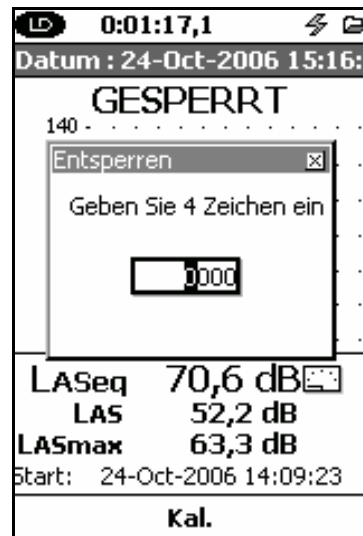 LD 0:01:17,1
Datum : 24-Oct-2006 15:16:
GESPERRT
140
Entsperren
Geben Sie 4 Zeichen ein
0000
LASeq 70,6 dB
LAS 52,2 dB
LASmax 63,3 dB
Start: 24-Oct-2006 14:09:23
Kal.